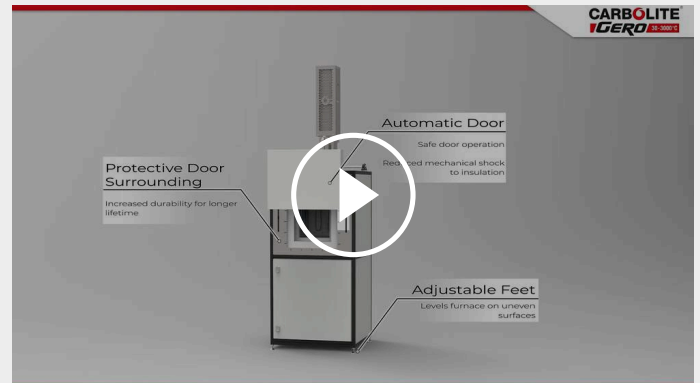 CARBOLITE
GERO 30-3000°C
Automatic Door
Safe door operation
Reduced mechanical shock
to insulation
Protective Door
Surrounding
Increased durability for longer
lifetime
Adjustable Feet
Levels furnace on uneven
surfaces